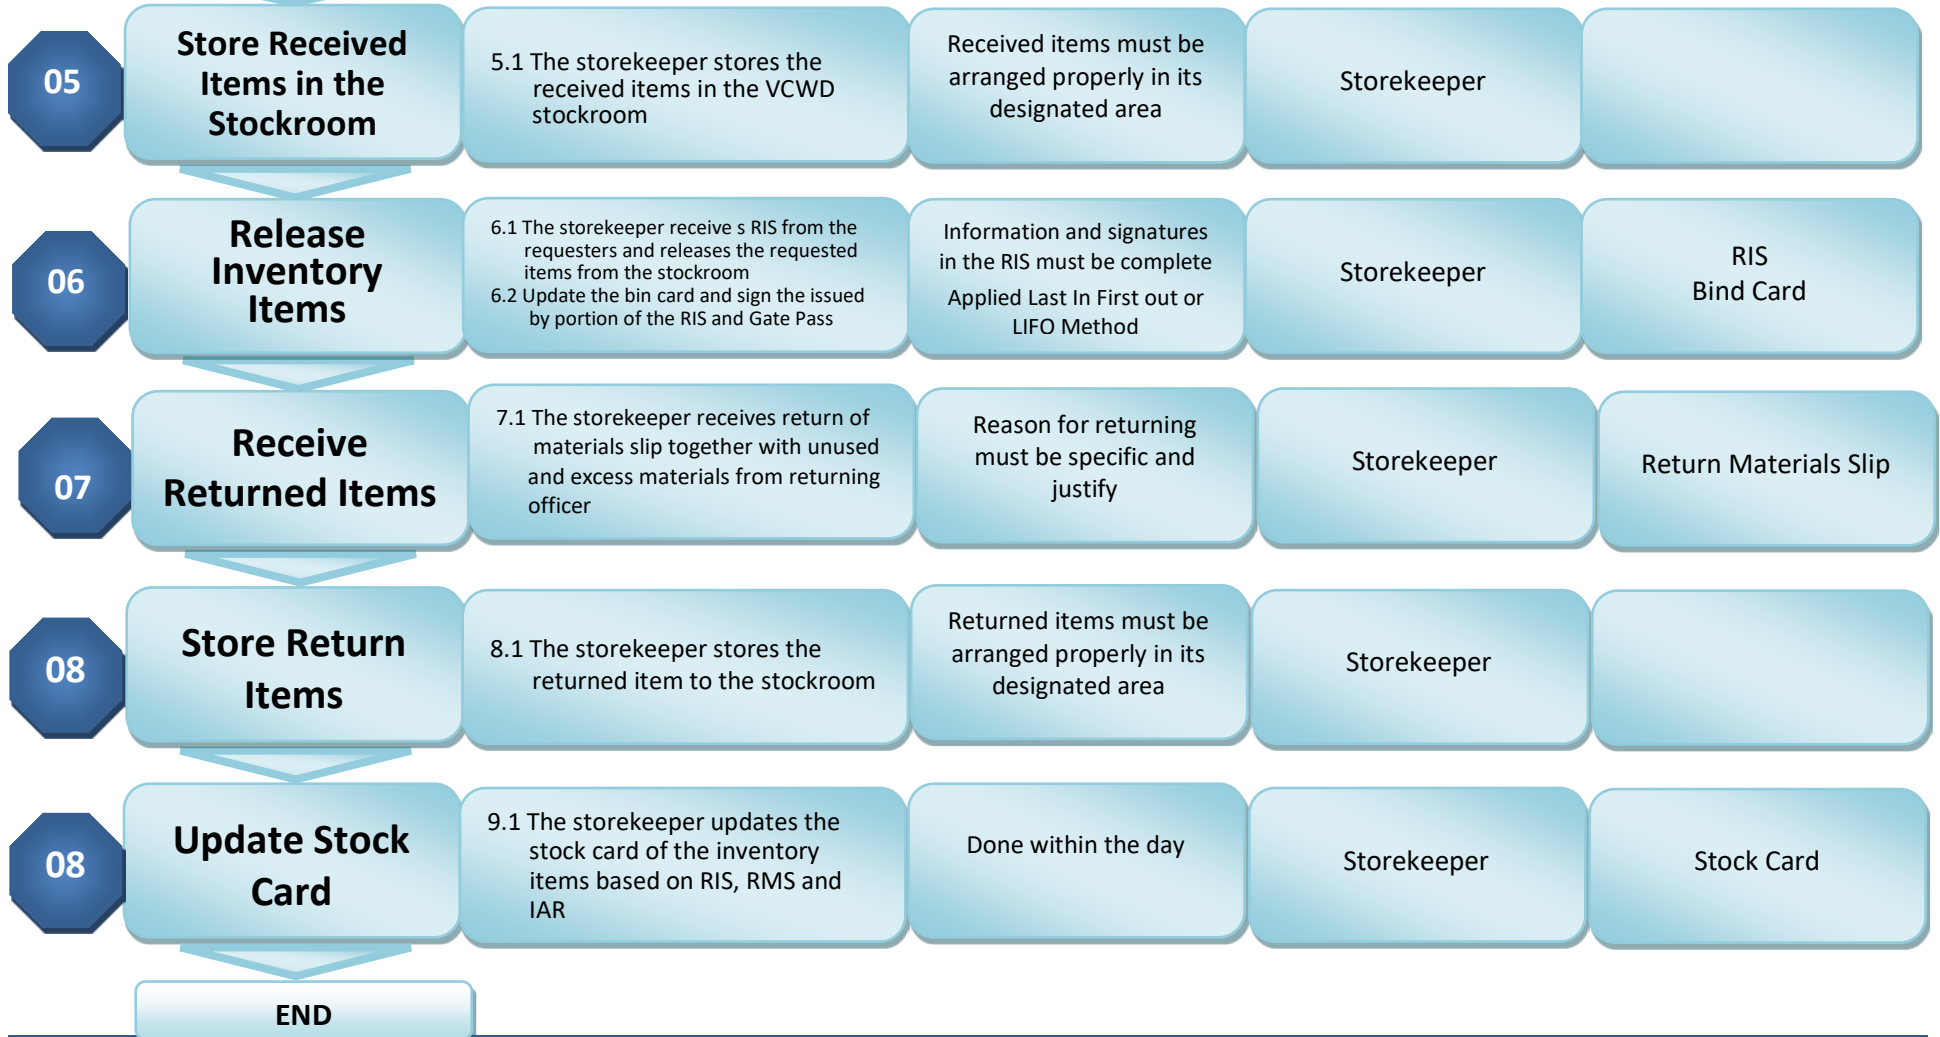 05
Store Received
Items in the
Stockroom
5.1 The storekeeper stores the
received items in the VCWD
stockroom
Received items must be
arranged properly in its
designated area
Storekeeper
06
Release
Inventory
Items
6.1 The storekeeper receive s RIS from the
requesters and releases the requested
items from the stockroom
6.2 Update the bin card and sign the issued
by portion of the RIS and Gate Pass
Information and signatures
in the RIS must be complete
Applied Last In First out or
LIFO Method
Storekeeper
RIS
Bind Card
07
Receive
Returned Items
7.1 The storekeeper receives return of
materials slip together with unused
and excess materials from returning
officer
Reason for returning
must be specific and
justify
Storekeeper
Return Materials Slip
08
Store Return
Items
8.1 The storekeeper stores the
returned item to the stockroom
Returned items must be
arranged properly in its
designated area
Storekeeper
08
Update Stock
Card
9.1 The storekeeper updates the
stock card of the inventory
items based on RIS, RMS and
IAR
Done within the day
Storekeeper
Stock Card
END